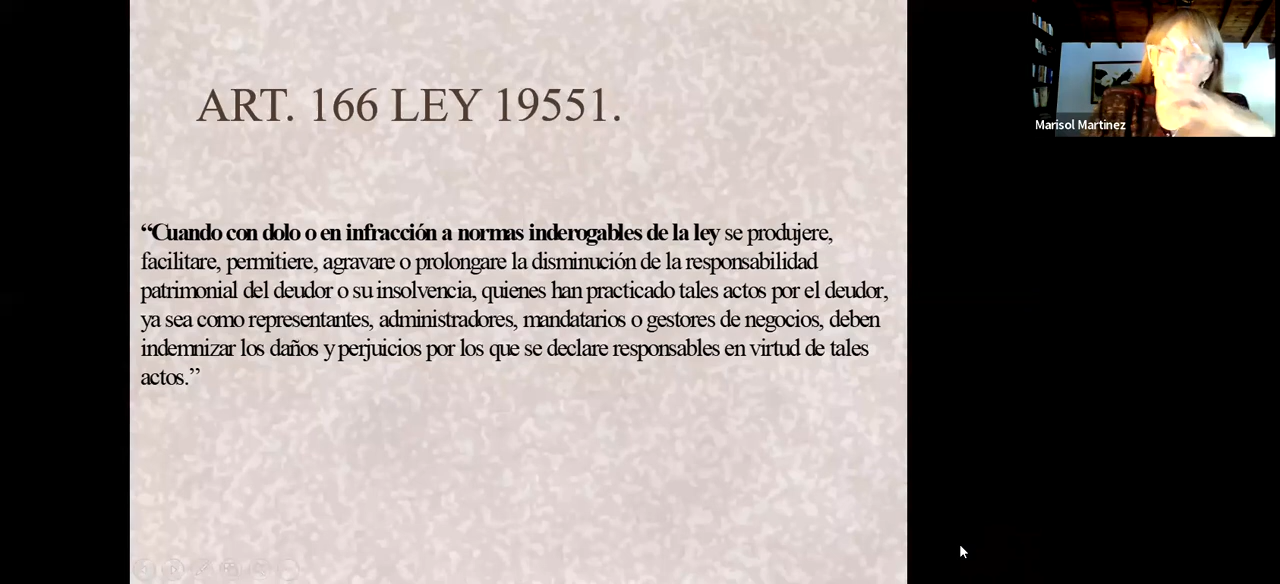 ART. 166 LEY 19551.
Marisol Martinez
“Cuando con dolo o en infracción a normas inderogables de la ley se produjere,
facilitare, permitiere, agravare o prolongare la disminución de la responsabilidad
patrimonial del deudor o su insolvencia, quienes han practicado tales actos por el deudor,
ya sea como representantes, administradores, mandatarios o gestores de negocios, deben
indemnizar los daños y perjuicios por los que se declare responsables en virtud de tales
actos.”